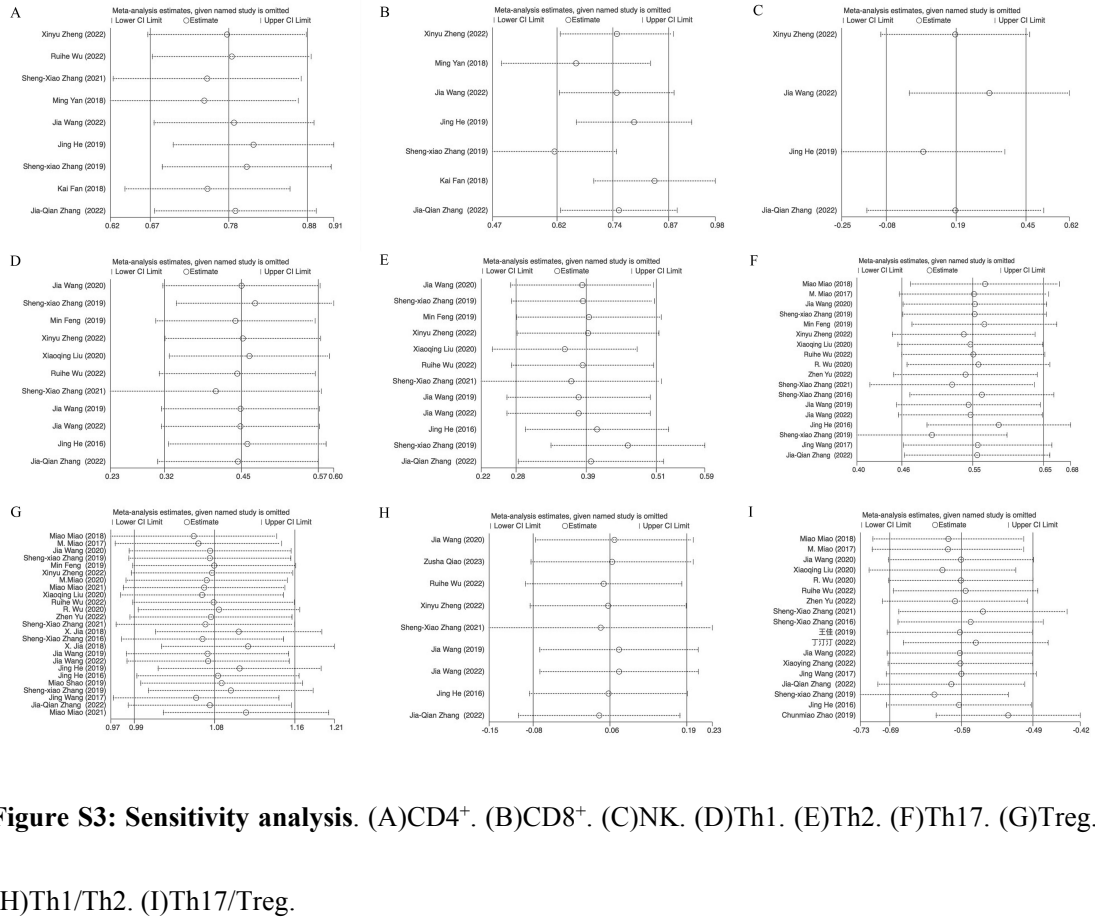 A
Meta-analysis estimates, given named study is omitted
Lower CI Limit Estimate Upper CI Limit
Xinyu Zheng (2022)
Ruihe Wu (2022)
Sheng-Xiao Zhang (2021)
Ming Yan (2018)
Jia Wang (2022)
Jing He (2019)
Sheng-xiao Zhang (2019)
Kai Fan (2018)
Jia-Qian Zhang (2022)
0.62 0.67 0.78 0.88 0.91
B
Meta-analysis estimates, given named study is omitted
Lower CI Limit Estimate Upper CI Limit
Xinyu Zheng (2022)
Ming Yan (2018)
Jia Wang (2022)
Jing He (2019)
Sheng-xiao Zhang (2019)
Kai Fan (2018)
Jia-Qian Zhang (2022)
0.47 0.62 0.75 0.87 0.98
C
Meta-analysis estimates, given named study is omitted
Lower CI Limit Estimate Upper CI Limit
Xinyu Zheng (2022)
Jia Wang (2022)
Jing He (2019)
Jia-Qian Zhang (2022)
-0.25 -0.08 0.19 0.45 0.62
D
Meta-analysis estimates, given named study is omitted
Lower CI Limit Estimate Upper CI Limit
Jia Wang (2020)
Sheng-xiao Zhang (2019)
Min Feng (2019)
Xinyu Zheng (2022)
Xiaoqing Liu (2020)
Ruihe Wu (2022)
Sheng-Xiao Zhang (2021)
Jia Wang (2019)
Jia Wang (2022)
Jing He (2016)
Jia-Qian Zhang (2022)
0.23 0.32 0.45 0.57 0.60
E
Meta-analysis estimates, given named study is omitted
Lower CI Limit Estimate Upper CI Limit
Jia Wang (2020)
Sheng-xiao Zhang (2019)
Min Feng (2019)
Xinyu Zheng (2022)
Xiaoqing Liu (2020)
Ruihe Wu (2022)
Sheng-Xiao Zhang (2021)
Jia Wang (2019)
Jia Wang (2022)
Jing He (2016)
Sheng-xiao Zhang (2019)
Jia-Qian Zhang (2022)
0.22 0.28 0.39 0.51 0.59
F
Meta-analysis estimates, given named study is omitted
Lower CI Limit Estimate Upper CI Limit
Miao Miao (2018)
M. Miao (2017)
Jia Wang (2020)
Sheng-xiao Zhang (2019)
Min Feng (2019)
Xinyu Zheng (2022)
Xiaoqing Liu (2020)
Ruihe Wu (2022)
R. Wu (2020)
Zhen Yu (2022)
Sheng-Xiao Zhang (2021)
Sheng-Xiao Zhang (2016)
Jia Wang (2019)
Jia Wang (2022)
Jing He (2016)
Sheng-xiao Zhang (2019)
Jing Wang (2017)
Jia-Qian Zhang (2022)
0.40 0.46 0.55 0.65 0.68
G
Meta-analysis estimates, given named study is omitted
Lower CI Limit Estimate Upper CI Limit
Miao Miao (2018)
M. Miao (2017)
Jia Wang (2020)
Sheng-xiao Zhang (2019)
Min Feng (2019)
Xinyu Zheng (2022)
M.Miao (2020)
Miao Miao (2021)
Xiaoqing Liu (2020)
Ruihe Wu (2022)
R. Wu (2020)
Zhen Yu (2022)
Sheng-Xiao Zhang (2021)
X. Jia (2018)
Sheng-Xiao Zhang (2016)
X. Jia (2018)
Jia Wang (2019)
Jia Wang (2022)
Jing He (2019)
Jing He (2016)
Miao Shao (2019)
Sheng-xiao Zhang (2019)
Jing Wang (2017)
Jia-Qian Zhang (2022)
Miao Miao (2021)
0.97 0.99 1.08 1.16 1.21
H
Meta-analysis estimates, given named study is omitted
Lower CI Limit Estimate Upper CI Limit
Jia Wang (2020)
Zusha Qiao (2023)
Ruihe Wu (2022)
Xinyu Zheng (2022)
Sheng-Xiao Zhang (2021)
Jia Wang (2019)
Jia Wang (2022)
Jing He (2016)
Jia-Qian Zhang (2022)
-0.15 -0.08 0.06 0.19 0.23
I
Meta-analysis estimates, given named study is omitted
Lower CI Limit Estimate Upper CI Limit
Miao Miao (2018)
M. Miao (2017)
Jia Wang (2020)
Xiaoqing Liu (2020)
R. Wu (2020)
Ruihe Wu (2022)
Zhen Yu (2022)
Sheng-Xiao Zhang (2021)
Sheng-Xiao Zhang (2016)
王佳 (2019)
丁汀汀 (2022)
Jia Wang (2022)
Xiaoying Zhang (2022)
Jing Wang (2017)
Jia-Qian Zhang (2022)
Sheng-xiao Zhang (2019)
Jing He (2016)
Chunmiao Zhao (2019)
-0.73 -0.69 -0.59 -0.49 -0.42
Figure S3: Sensitivity analysis. (A)CD4⁺. (B)CD8⁺. (C)NK. (D)Th1. (E)Th2. (F)Th17. (G)Treg.
H)Th1/Th2. (I)Th17/Treg.